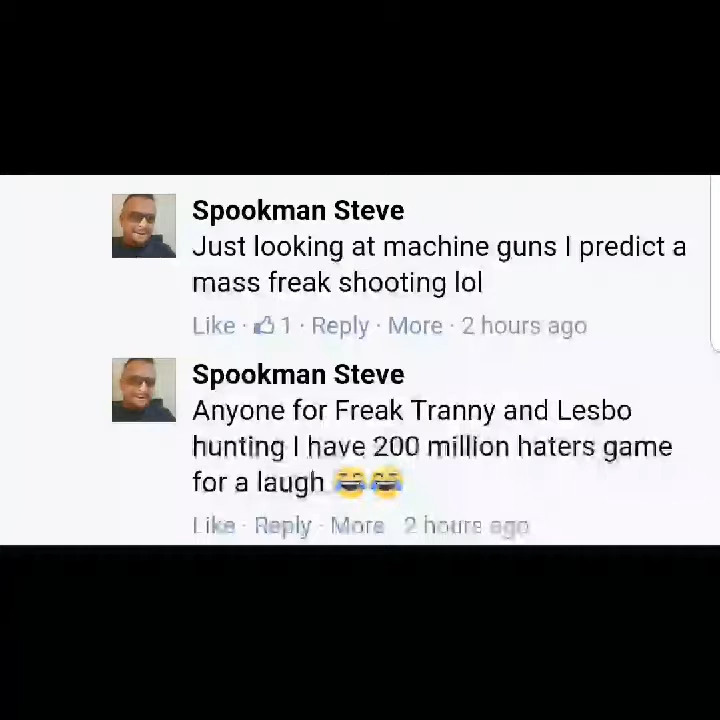 Spookman Steve
Just looking at machine guns I predict a
mass freak shooting lol
Like · 1 · Reply · More · 2 hours ago
Spookman Steve
Anyone for Freak Tranny and Lesbo
hunting I have 200 million haters game
for a laugh 😂😂
Like · Reply · More 2 hours ago